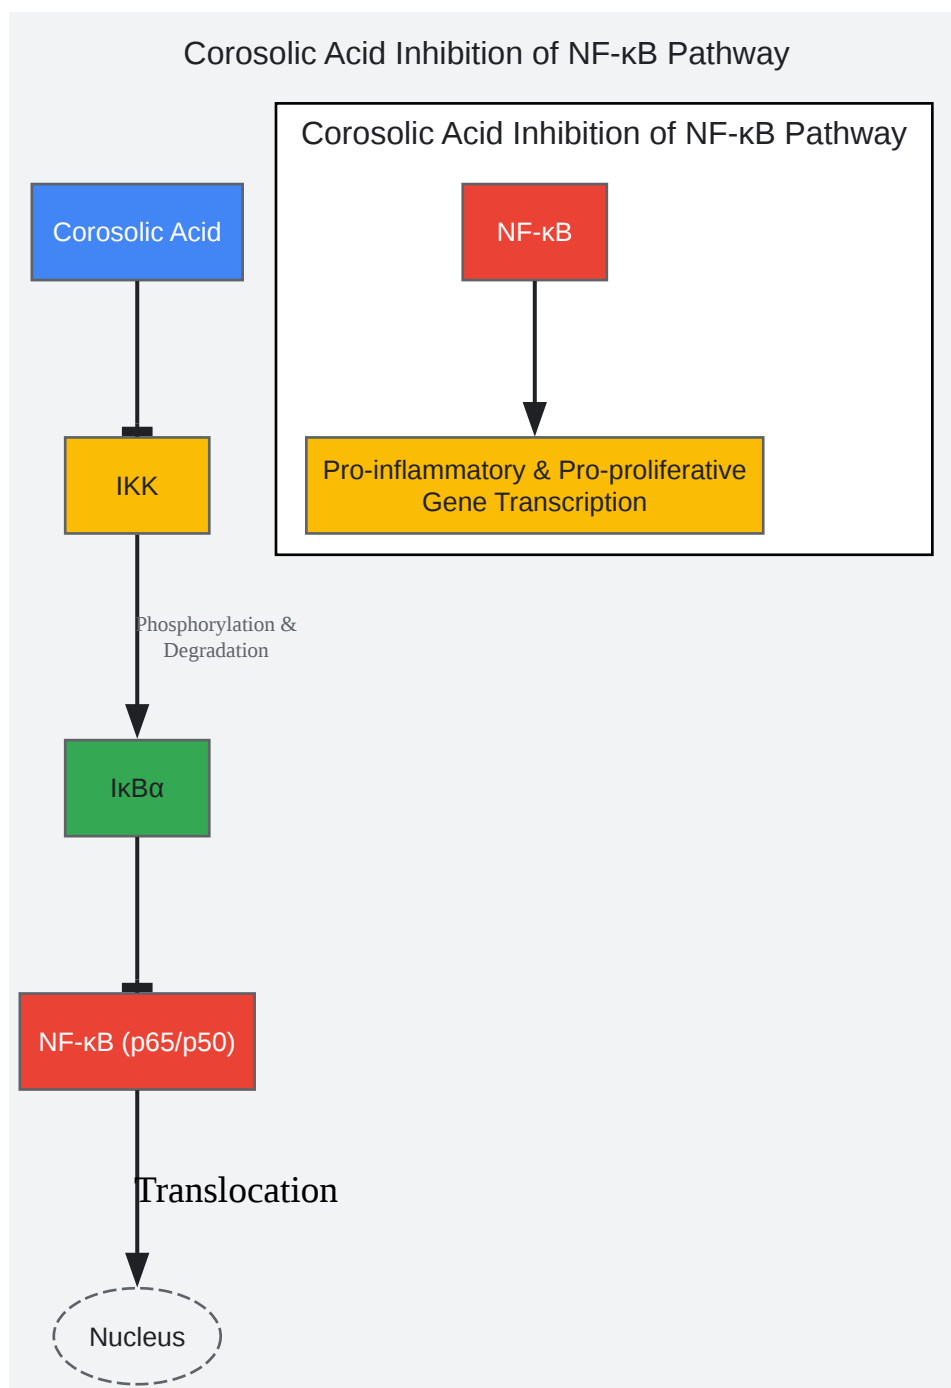 Corosolic Acid Inhibition of NF-κB Pathway
Corosolic Acid Inhibition of NF-κB Pathway
Corosolic Acid
NF-κB
IKK
Pro-inflammatory & Pro-proliferative
Gene Transcription
Phosphorylation &
Degradation
IκBα
NF-κB (p65/p50)
Translocation
Nucleus